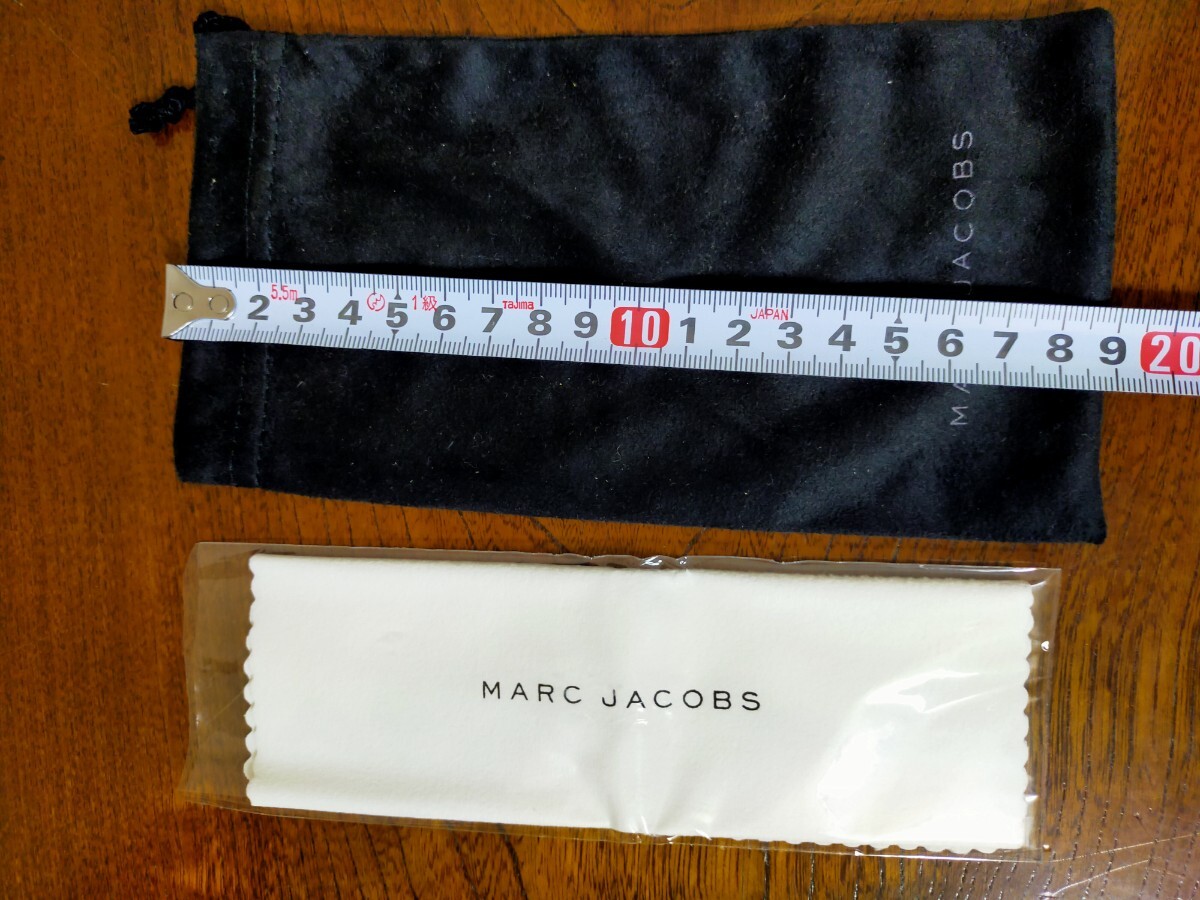 MA JACOBS
5.5m 1級 Tajima JAPAN
2 3 4 5 6 7 8 9 10 1 2 3 4 5 6 7 8 9 20
MARC JACOBS